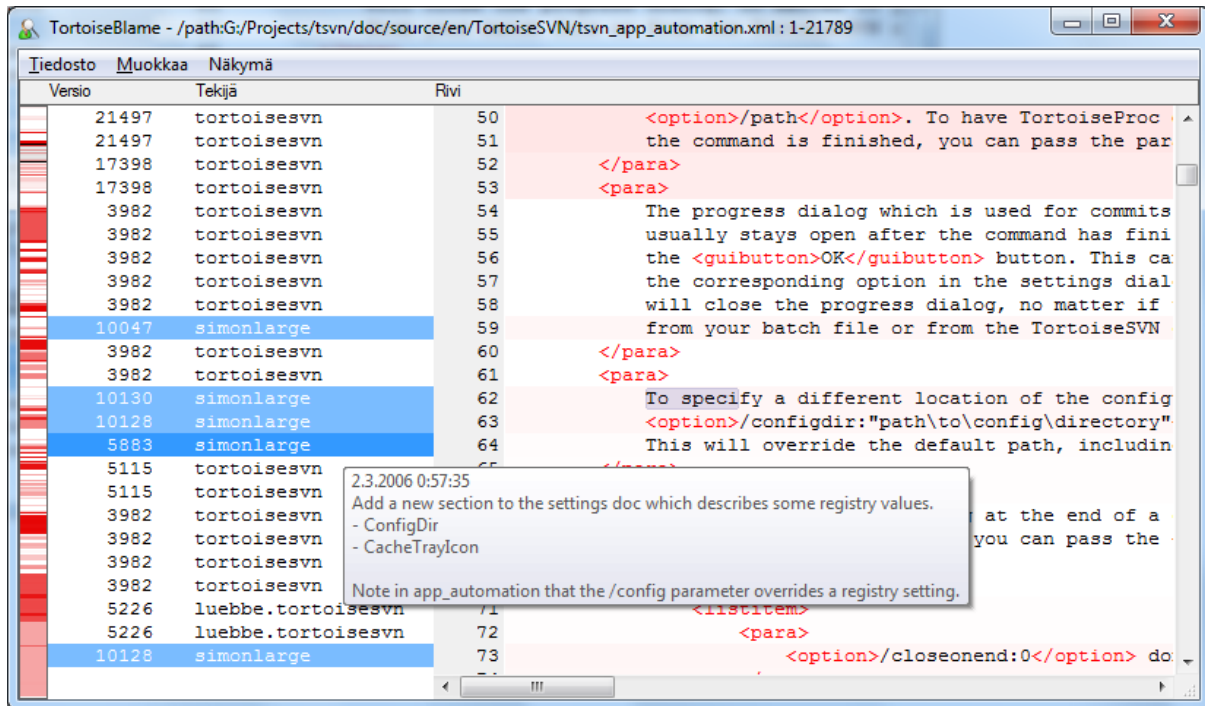 TortoiseBlame - /path:G:/Projects/tsvn/doc/source/en/TortoiseSVN/tsvn_app_automation.xml : 1-21789
Tiedosto Muokkaa Näkymä
Versio Tekijä Rivi
21497 tortoisesvn 50 <option>/path</option>. To have TortoiseProc
21497 tortoisesvn 51 the command is finished, you can pass the par
17398 tortoisesvn 52 </para>
17398 tortoisesvn 53 <para>
3982 tortoisesvn 54 The progress dialog which is used for commits
3982 tortoisesvn 55 usually stays open after the command has fini
3982 tortoisesvn 56 the <guibutton>OK</guibutton> button. This ca
3982 tortoisesvn 57 the corresponding option in the settings dial
3982 tortoisesvn 58 will close the progress dialog, no matter if
10047 simonlarge 59 from your batch file or from the TortoiseSVN
3982 tortoisesvn 60 </para>
3982 tortoisesvn 61 <para>
10130 simonlarge 62 To specify a different location of the config
10128 simonlarge 63 <option>/configdir:"path\to\config\directory"
5883 simonlarge 64 This will override the default path, includin
5115 tortoisesvn
5115 tortoisesvn
3982 tortoisesvn at the end of a
3982 tortoisesvn you can pass the
3982 tortoisesvn
3982 tortoisesvn
2.3.2006 0:57:35
Add a new section to the settings doc which describes some registry values.
- ConfigDir
- CacheTrayIcon
Note in app_automation that the /config parameter overrides a registry setting.
5226 luebbe.tortoisesvn 71 <listitem>
5226 luebbe.tortoisesvn 72 <para>
10128 simonlarge 73 <option>/closeonend:0</option> do